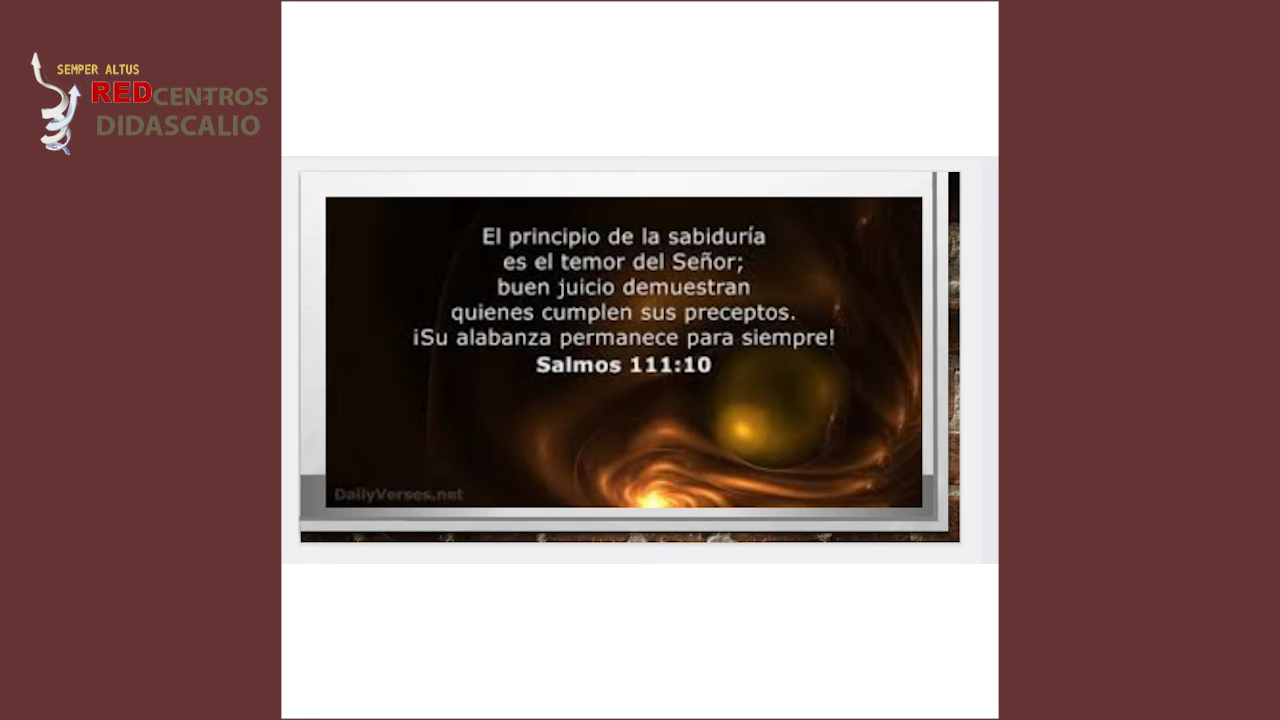 SEMPER ALTUS
REDCENTROS
DIDASCALIO
El principio de la sabiduría
es el temor del Señor;
buen juicio demuestran
quienes cumplen sus preceptos.
¡Su alabanza permanece para siempre!
Salmos 111:10
DailyVerses.net